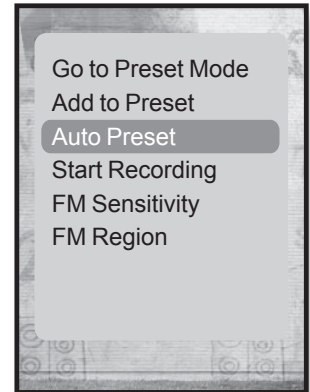 Go to Preset Mode
Add to Preset
Auto Preset
Start Recording
FM Sensitivity
FM Region